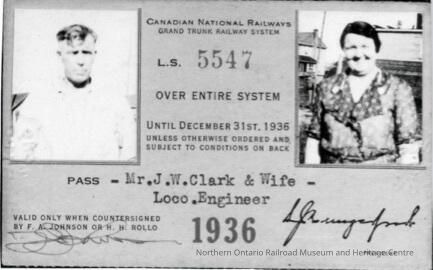 CANADIAN NATIONAL RAILWAYS
GRAND TRUNK RAILWAY SYSTEM
L.S. 5547
OVER ENTIRE SYSTEM
UNTIL DECEMBER 31ST. 1936
UNLESS OTHERWISE ORDERED AND
SUBJECT TO CONDITIONS ON BACK
PASS - Mr.J.W.Clark & Wife -
Loco.Engineer
VALID ONLY WHEN COUNTERSIGNED
BY F. A. JOHNSON OR H. H. ROLLO
1936
Northern Ontario Railroad Museum and Heritage Centre